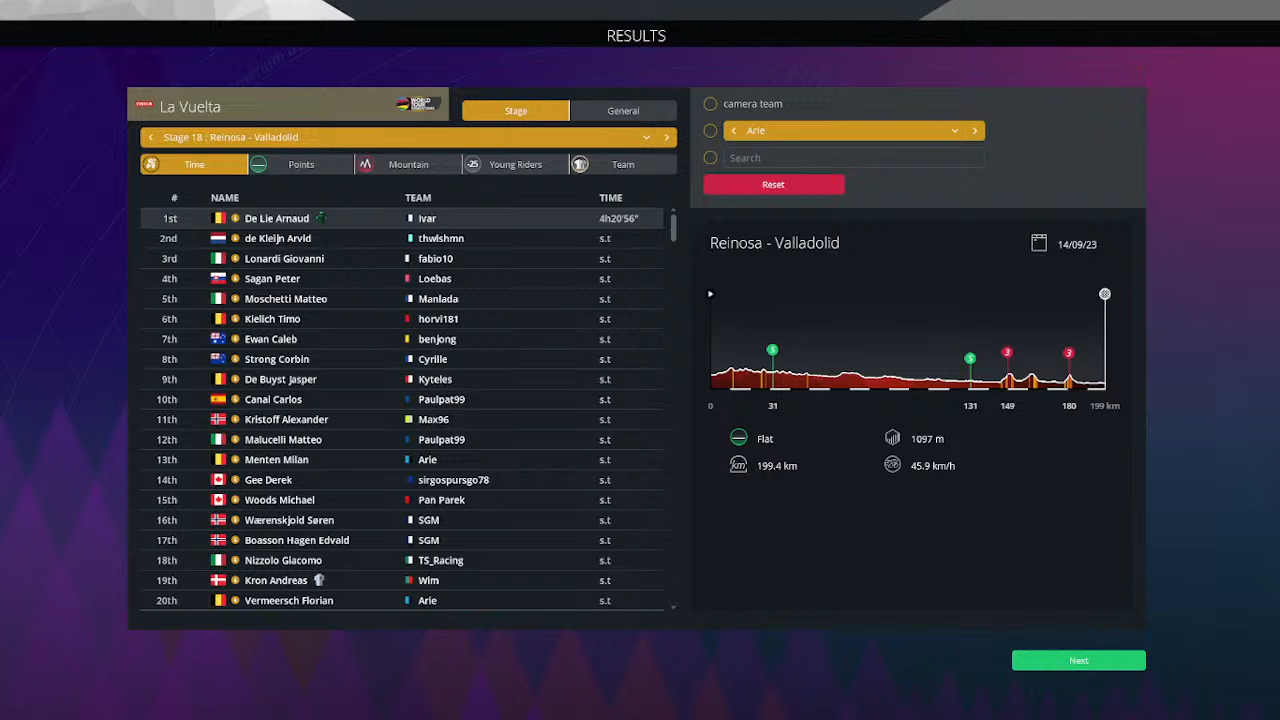 RESULTS
La Vuelta
WORLD TOUR
Stage
General
Stage 18 : Reinosa - Valladolid
Time
Points
Mountain
-25 Young Riders
Team
# NAME TEAM TIME
1st De Lie Arnaud Ivar 4h20'56"
2nd de Kleijn Arvid thwlshmn s.t
3rd Lonardi Giovanni fabio10 s.t
4th Sagan Peter Loebas s.t
5th Moschetti Matteo Manlada s.t
6th Kielich Timo horvi181 s.t
7th Ewan Caleb benjong s.t
8th Strong Corbin Cyrille s.t
9th De Buyst Jasper Kyteles s.t
10th Canal Carlos Paulpat99 s.t
11th Kristoff Alexander Max96 s.t
12th Malucelli Matteo Paulpat99 s.t
13th Menten Milan Arie s.t
14th Gee Derek sirgospursgo78 s.t
15th Woods Michael Pan Parek s.t
16th Wærenskjold Søren SGM s.t
17th Boasson Hagen Edvald SGM s.t
18th Nizzolo Giacomo TS_Racing s.t
19th Kron Andreas Wim s.t
20th Vermeersch Florian Arie s.t
camera team
Arie
Search
Reset
Reinosa - Valladolid
14/09/23
S S 3 3
0 31 131 149 180 199 km
Flat
1097 m
km 199.4 km
45.9 km/h
Next